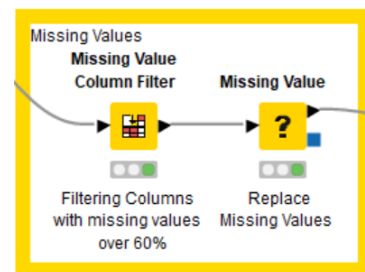 Missing Values
Missing Value
Column Filter
Missing Value
?
Filtering Columns
with missing values
over 60%
Replace
Missing Values